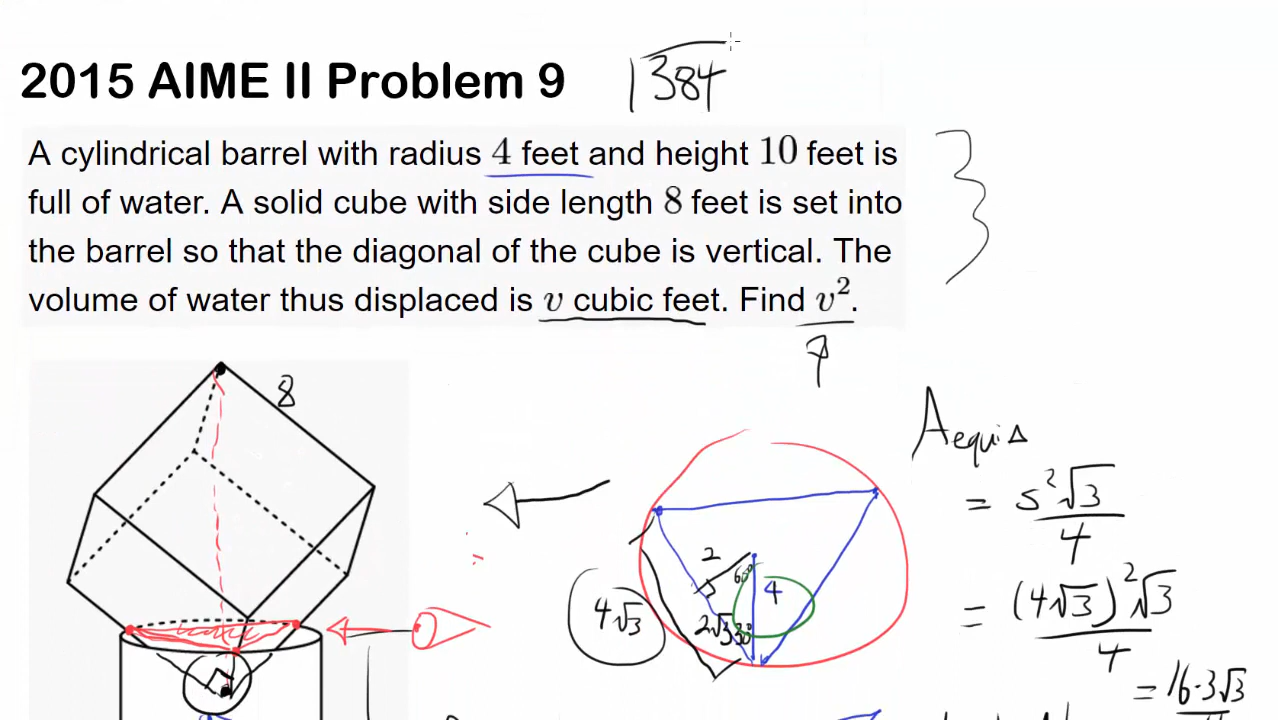 2015 AIME II Problem 9
384
A cylindrical barrel with radius 4 feet and height 10 feet is
full of water. A solid cube with side length 8 feet is set into
the barrel so that the diagonal of the cube is vertical. The
volume of water thus displaced is v cubic feet. Find v².
8
A equi Δ
= s²√3/4
2
60°
4
4√3
2√3
30°
= (4√3)²√3/4
= 16·3√3